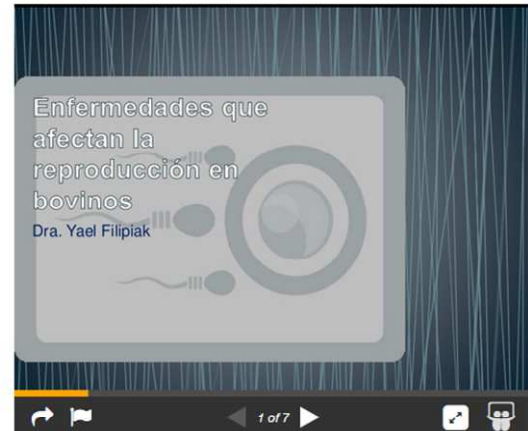 Enfermedades que
afectan la
reproducción en
bovinos
Dra. Yael Filipiak
1 of 7